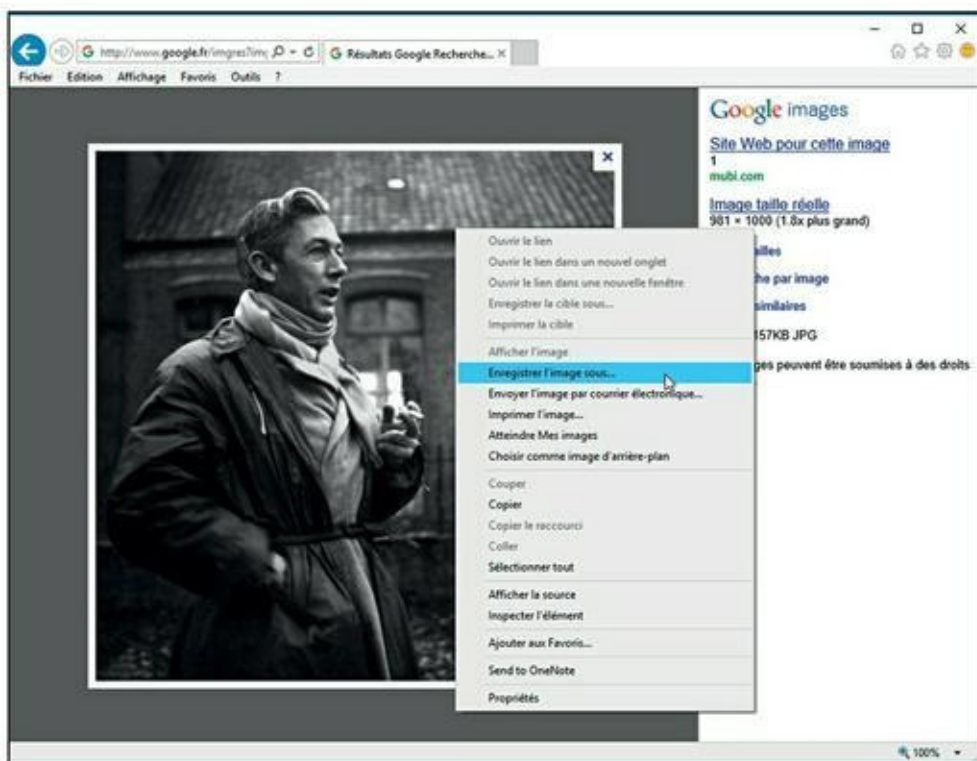 http://www.google.fr/imgres?im
G Résultats Google Recherche...
Fichier Edition Affichage Favoris Outils ?
Google images
Site Web pour cette image
1
mubi.com
Image taille réelle
981 × 1000 (1.8x plus grand)
ailles
he par image
similaires
157KB JPG
ges peuvent être soumises à des droits
Ouvrir le lien
Ouvrir le lien dans un nouvel onglet
Ouvrir le lien dans une nouvelle fenêtre
Enregistrer la cible sous...
Imprimer la cible
Afficher l'image
Enregistrer l'image sous...
Envoyer l'image par courrier électronique...
Imprimer l'image...
Atteindre Mes images
Choisir comme image d'arrière-plan
Couper
Copier
Copier le raccourci
Coller
Sélectionner tout
Afficher la source
Inspecter l'élément
Ajouter aux Favoris...
Send to OneNote
Propriétés
100%